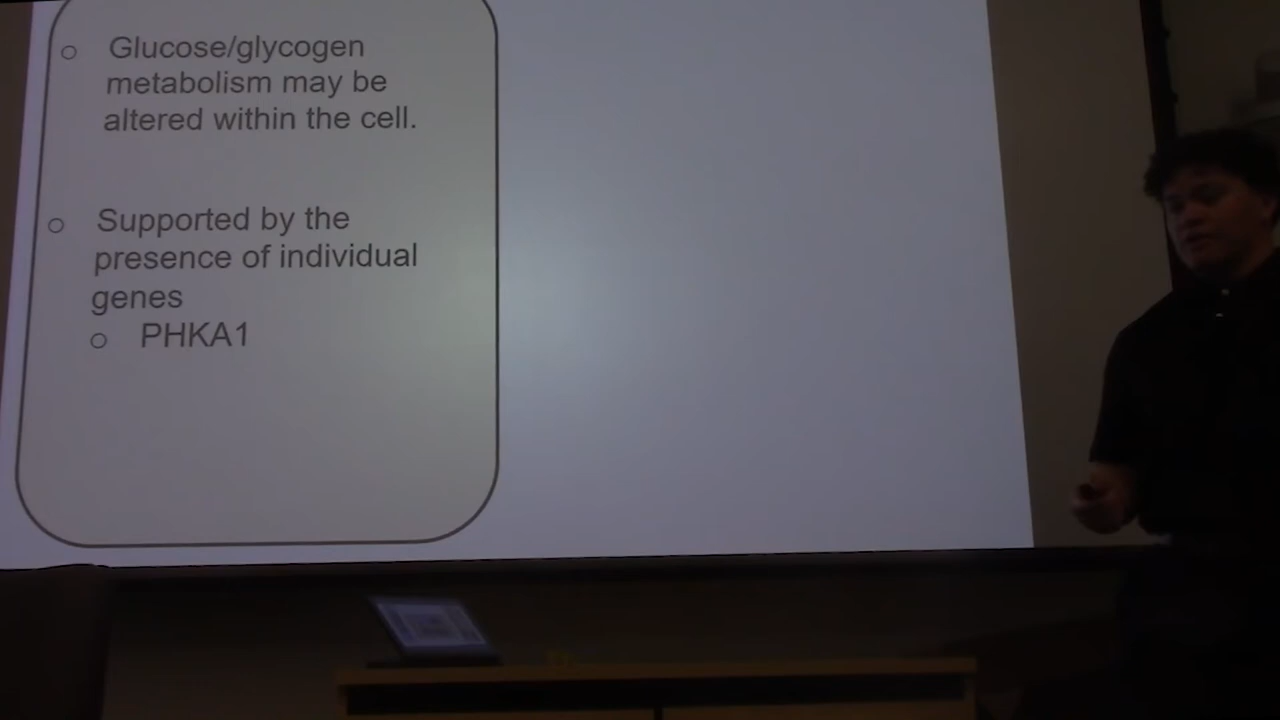 ○ Glucose/glycogen
metabolism may be
altered within the cell.
○ Supported by the
presence of individual
genes
○ PHKA1